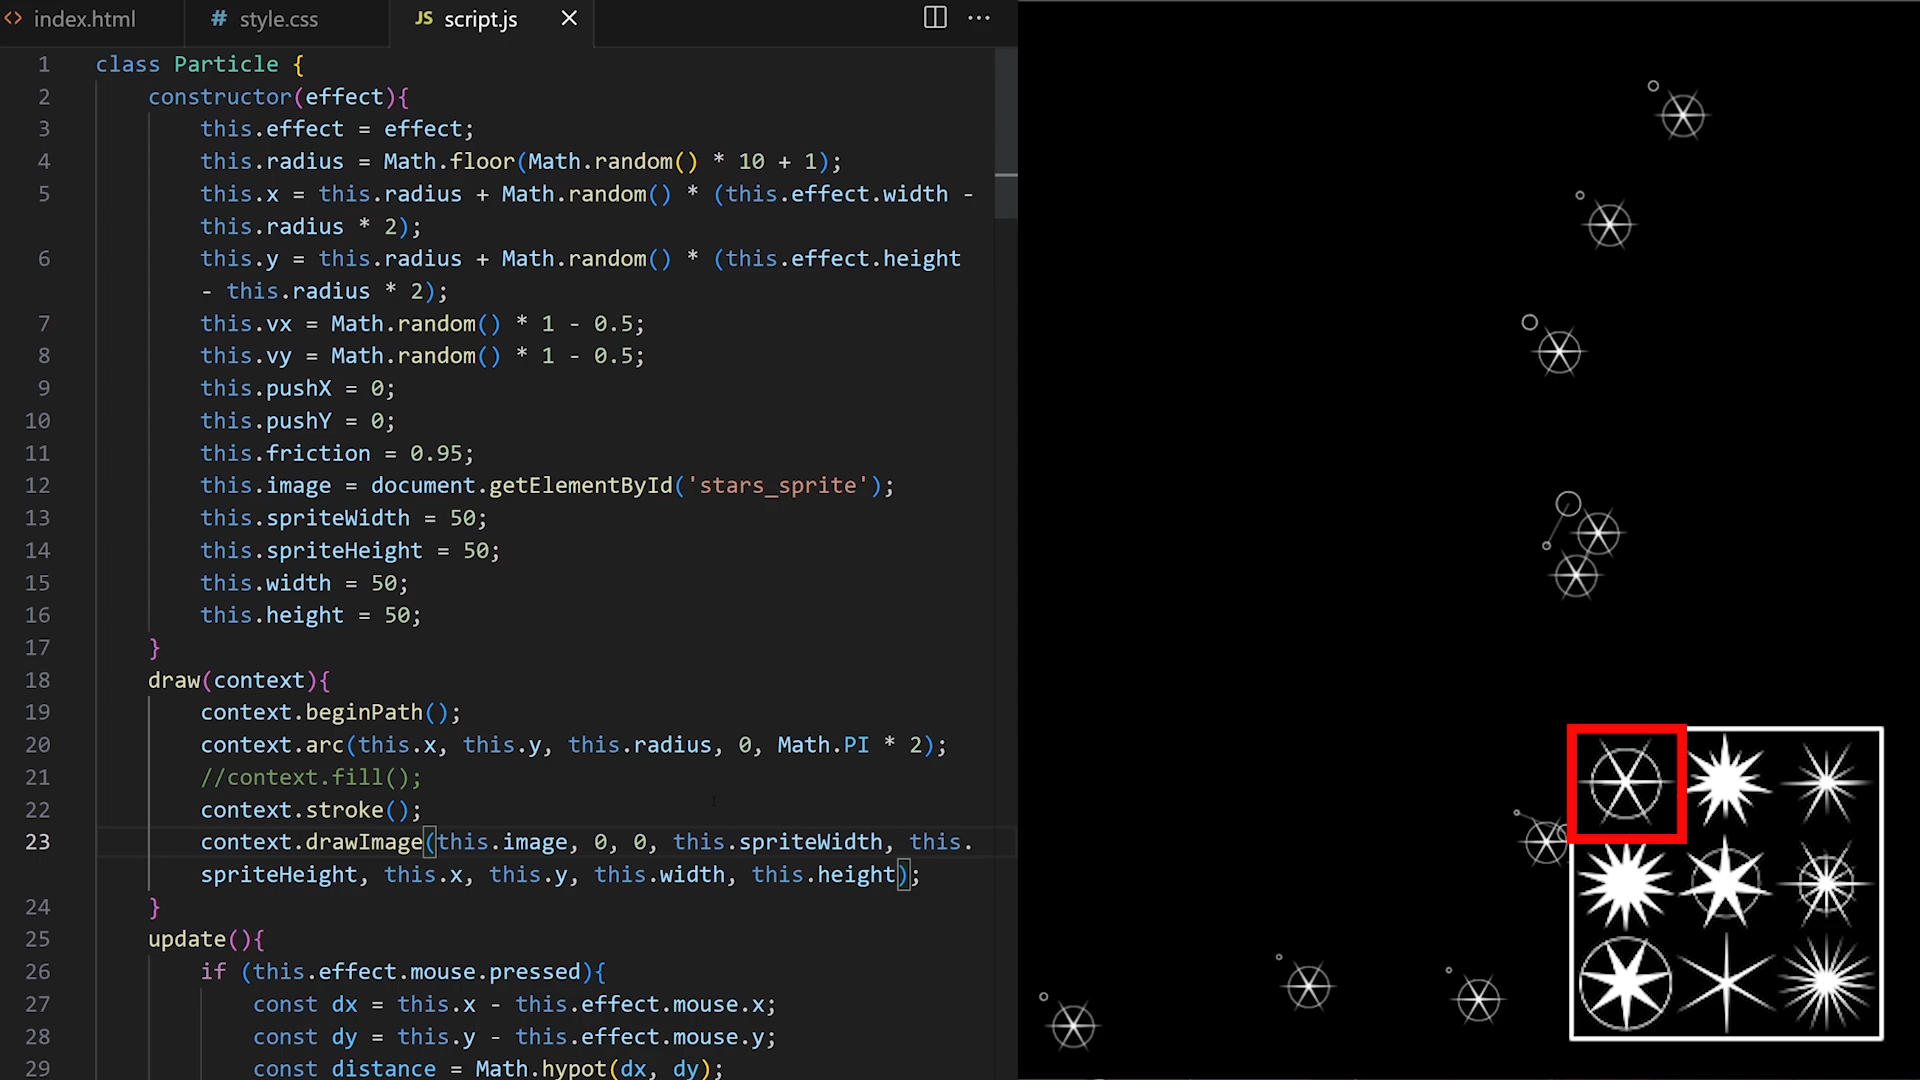 <> index.html # style.css JS script.js
1 class Particle {
2 constructor(effect){
3 this.effect = effect;
4 this.radius = Math.floor(Math.random() * 10 + 1);
5 this.x = this.radius + Math.random() * (this.effect.width -
this.radius * 2);
6 this.y = this.radius + Math.random() * (this.effect.height
- this.radius * 2);
7 this.vx = Math.random() * 1 - 0.5;
8 this.vy = Math.random() * 1 - 0.5;
9 this.pushX = 0;
10 this.pushY = 0;
11 this.friction = 0.95;
12 this.image = document.getElementById('stars_sprite');
13 this.spriteWidth = 50;
14 this.spriteHeight = 50;
15 this.width = 50;
16 this.height = 50;
17 }
18 draw(context){
19 context.beginPath();
20 context.arc(this.x, this.y, this.radius, 0, Math.PI * 2);
21 //context.fill();
22 context.stroke();
23 context.drawImage(this.image, 0, 0, this.spriteWidth, this.
spriteHeight, this.x, this.y, this.width, this.height);
24 }
25 update(){
26 if (this.effect.mouse.pressed){
27 const dx = this.x - this.effect.mouse.x;
28 const dy = this.y - this.effect.mouse.y;
29 const distance = Math.hypot(dx, dy);